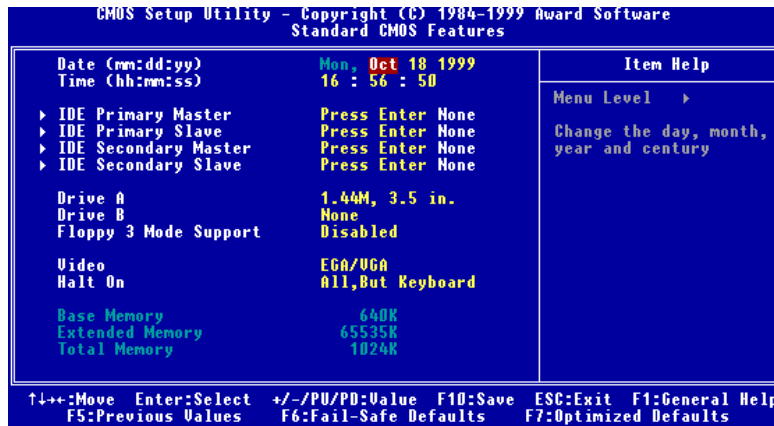 CMOS Setup Utility - Copyright (C) 1984-1999 Award Software
Standard CMOS Features
Date (mm:dd:yy) Mon, Oct 18 1999
Time (hh:mm:ss) 16 : 56 : 50
▶ IDE Primary Master Press Enter None
▶ IDE Primary Slave Press Enter None
▶ IDE Secondary Master Press Enter None
▶ IDE Secondary Slave Press Enter None
Drive A 1.44M, 3.5 in.
Drive B None
Floppy 3 Mode Support Disabled
Video EGA/VGA
Halt On All,But Keyboard
Base Memory 640K
Extended Memory 65535K
Total Memory 1024K
Item Help
Menu Level ▶
Change the day, month,
year and century
↑↓→←:Move Enter:Select +/-/PU/PD:Value F10:Save ESC:Exit F1:General Help
F5:Previous Values F6:Fail-Safe Defaults F7:Optimized Defaults